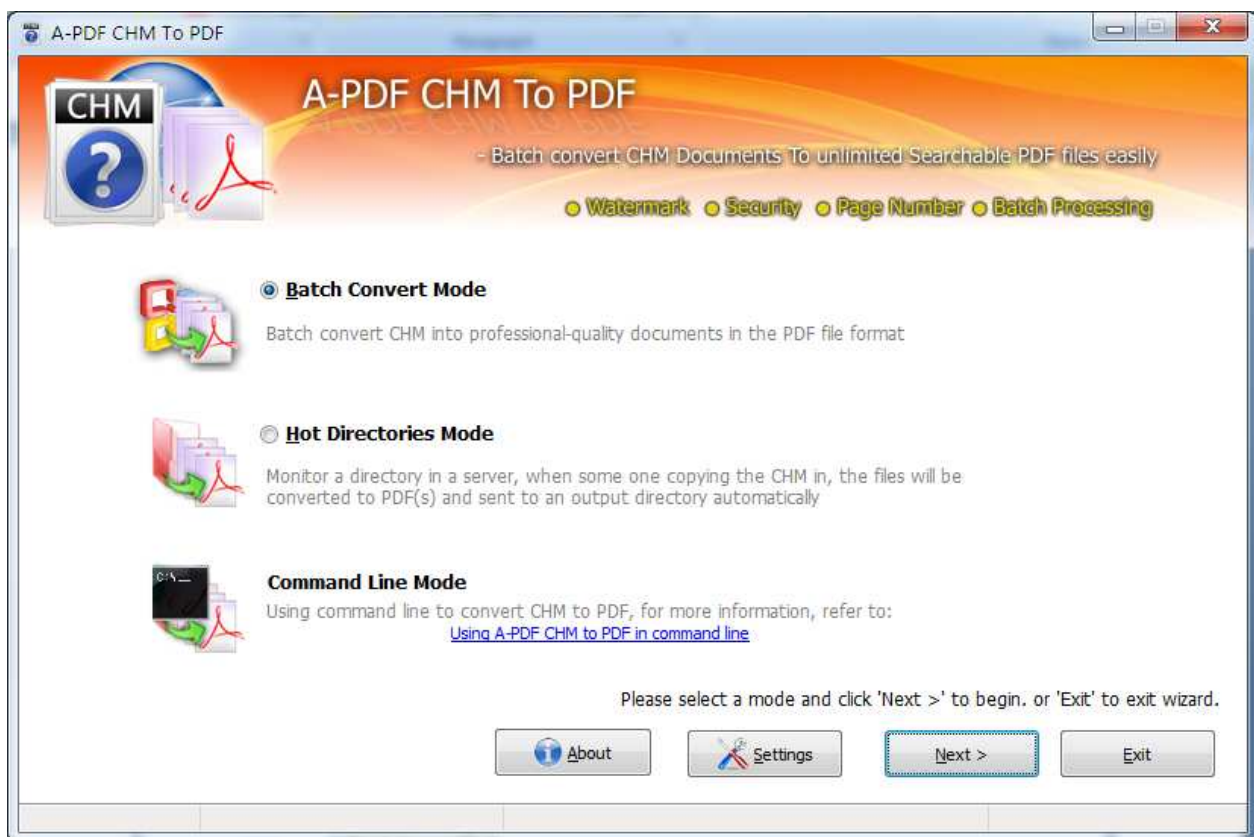 A-PDF CHM To PDF
CHM
A-PDF CHM To PDF
- Batch convert CHM Documents To unlimited Searchable PDF files easily
Watermark Security Page Number Batch Processing
Batch Convert Mode
Batch convert CHM into professional-quality documents in the PDF file format
Hot Directories Mode
Monitor a directory in a server, when some one copying the CHM in, the files will be
converted to PDF(s) and sent to an output directory automatically
C:\_
Command Line Mode
Using command line to convert CHM to PDF, for more information, refer to:
Using A-PDF CHM to PDF in command line
Please select a mode and click 'Next >' to begin. or 'Exit' to exit wizard.
About Settings Next > Exit